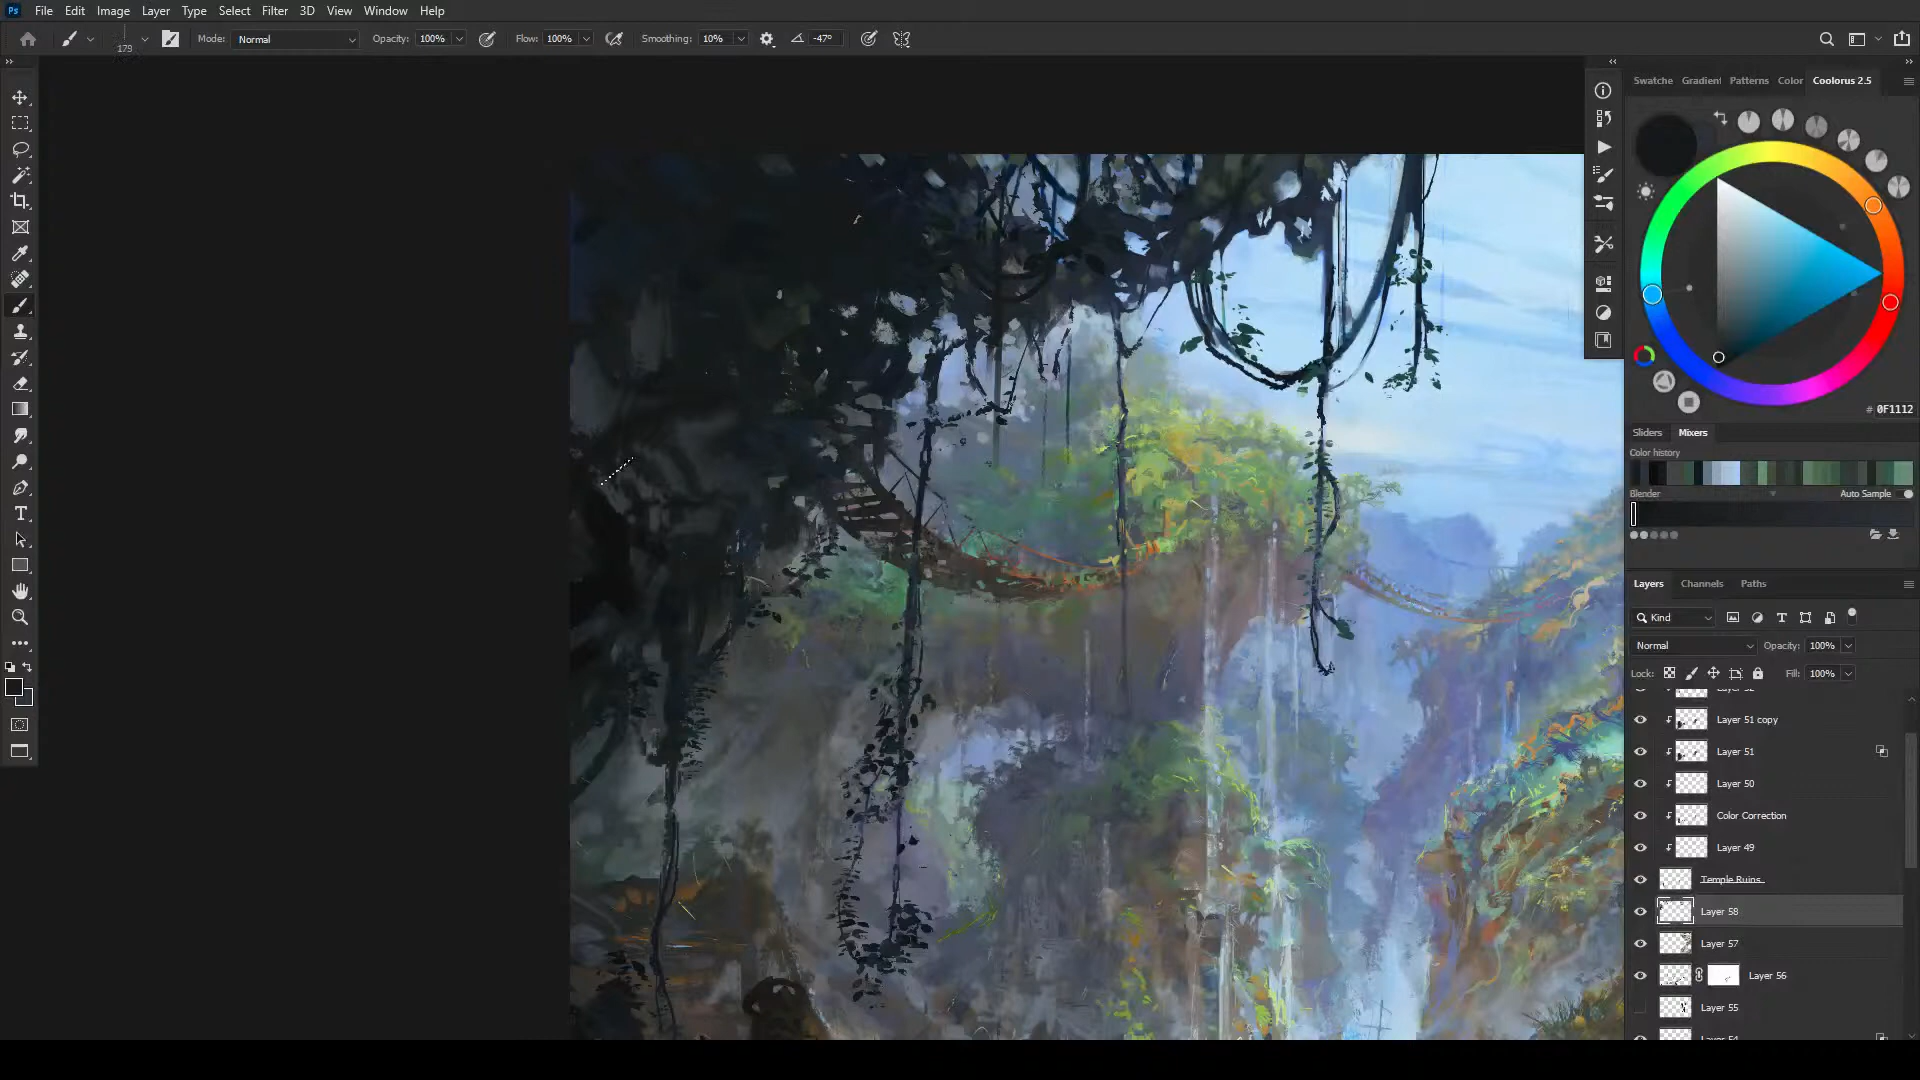 Ps File Edit Image Layer Type Select Filter 3D View Window Help
179 Mode: Normal Opacity: 100% Flow: 100% Smoothing: 10% -47°
Swatche Gradient Patterns Color Coolorus 2.5
# 0F1112
Sliders Mixers
Color history
Blender Auto Sample
Layers Channels Paths
Kind
Normal Opacity: 100%
Lock: Fill: 100%
Layer 51 copy
Layer 51
Layer 50
Color Correction
Layer 49
Temple Ruins
Layer 58
Layer 57
Layer 56
Layer 55